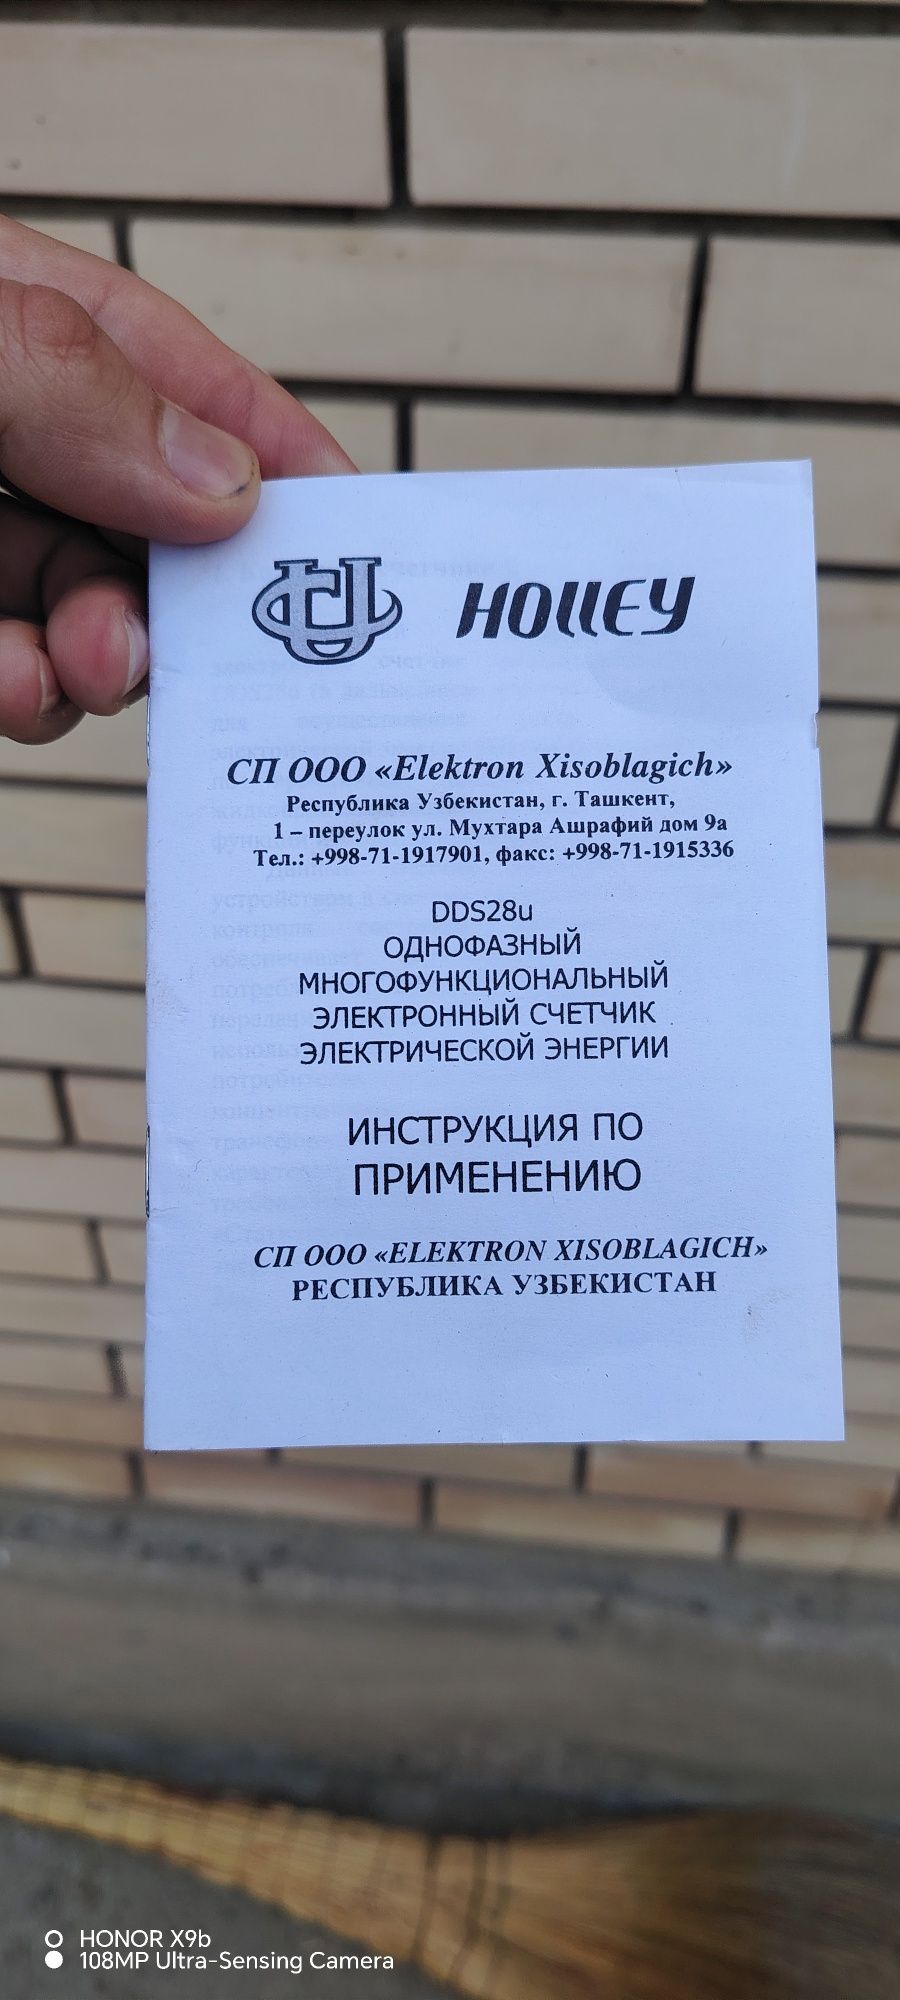 HOLLEY
СП ООО «Elektron Xisoblagich»
Республика Узбекистан, г. Ташкент,
1 – переулок ул. Мухтара Ашрафий дом 9а
Тел.: +998-71-1917901, факс: +998-71-1915336
DDS28u
ОДНОФАЗНЫЙ
МНОГОФУНКЦИОНАЛЬНЫЙ
ЭЛЕКТРОННЫЙ СЧЕТЧИК
ЭЛЕКТРИЧЕСКОЙ ЭНЕРГИИ
ИНСТРУКЦИЯ ПО
ПРИМЕНЕНИЮ
СП ООО «ELEKTRON XISOBLAGICH»
РЕСПУБЛИКА УЗБЕКИСТАН
HONOR X9b
108MP Ultra-Sensing Camera